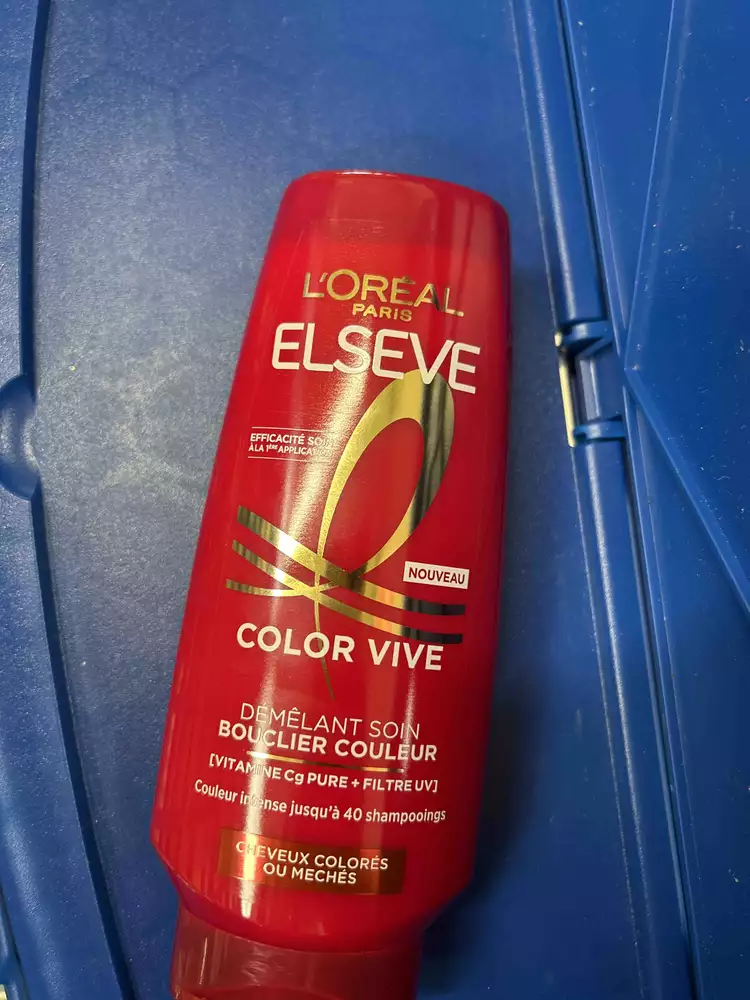 L'ORÉAL
PARIS
ELSEVE
EFFICACITÉ SOIN
À LA 1ÈRE APPLICATION
NOUVEAU
COLOR VIVE
DÉMÊLANT SOIN
BOUCLIER COULEUR
[VITAMINE Cg PURE + FILTRE UV]
Couleur intense jusqu'à 40 shampooings
CHEVEUX COLORÉS
OU MECHÉS